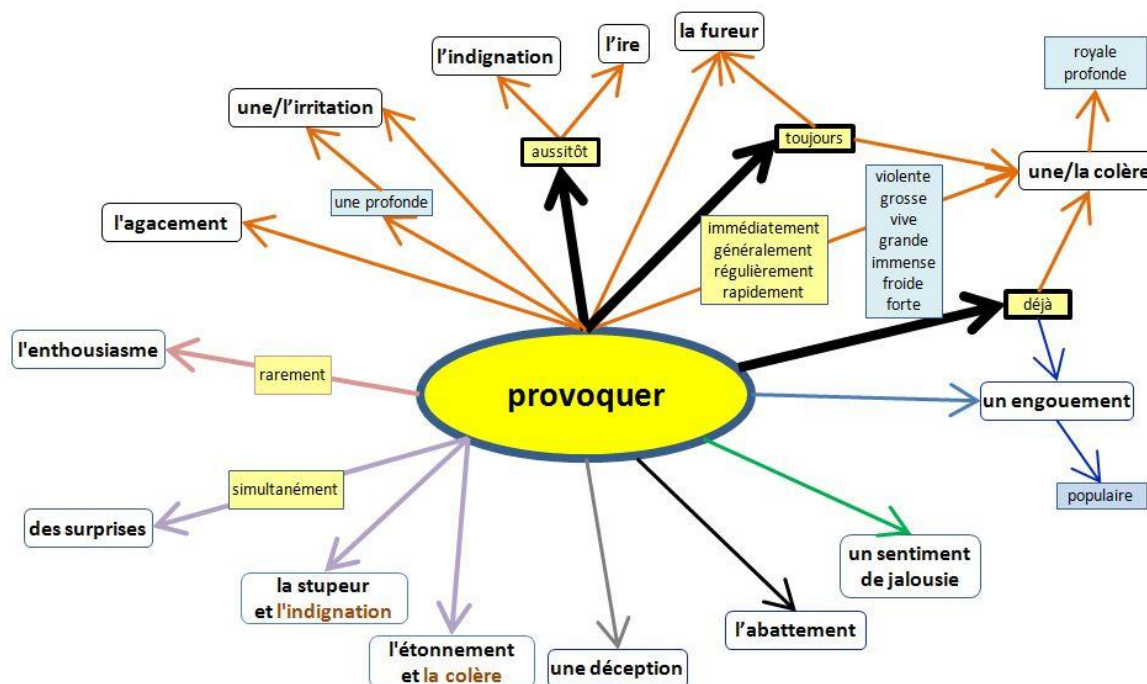 l'indignation
l'ire
la fureur
royale
profonde
une/l'irritation
aussitôt
toujours
une/la colère
violente
grosse
vive
grande
immense
froide
forte
une profonde
l'agacement
immédiatement
généralement
régulièrement
rapidement
déjà
l'enthousiasme
rarement
provoquer
un engouement
simultanément
populaire
des surprises
un sentiment
de jalousie
la stupeur
et l'indignation
l'abattement
l'étonnement
et la colère
une déception